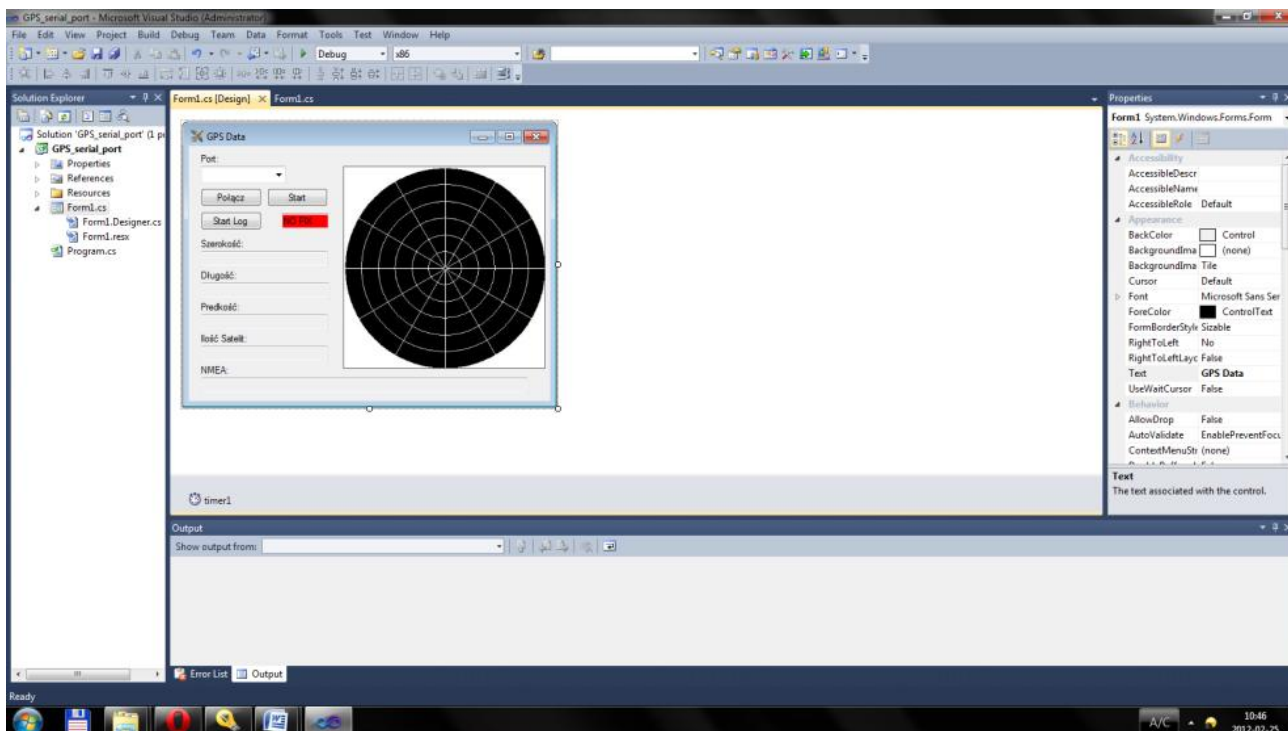 GPS_serial_port - Microsoft Visual Studio (Administrator)
File Edit View Project Build Debug Team Data Format Tools Test Window Help
Debug x86
Solution Explorer
Solution 'GPS_serial_port' (1 pr
GPS_serial_port
Properties
References
Resources
Form1.cs
Form1.Designer.cs
Form1.resx
Program.cs
Form1.cs [Design] Form1.cs
GPS Data
Port:
Połącz Start
Start Log NO FIX
Szerokość:
Długość:
Predkość:
Ilość Satelit:
NMEA:
timer1
Output
Show output from:
Error List Output
Properties
Form1 System.Windows.Forms.Form
Accessibility
AccessibleDescr
AccessibleName
AccessibleRole Default
Appearance
BackColor Control
BackgroundIma (none)
BackgroundIma Tile
Cursor Default
Font Microsoft Sans Ser
ForeColor ControlText
FormBorderStyle Sizable
RightToLeft No
RightToLeftLayc False
Text GPS Data
UseWaitCursor False
Behavior
AllowDrop False
AutoValidate EnablePreventFocu
ContextMenuStr (none)
Text
The text associated with the control.
Ready
A/C
10:46
2012-02-25